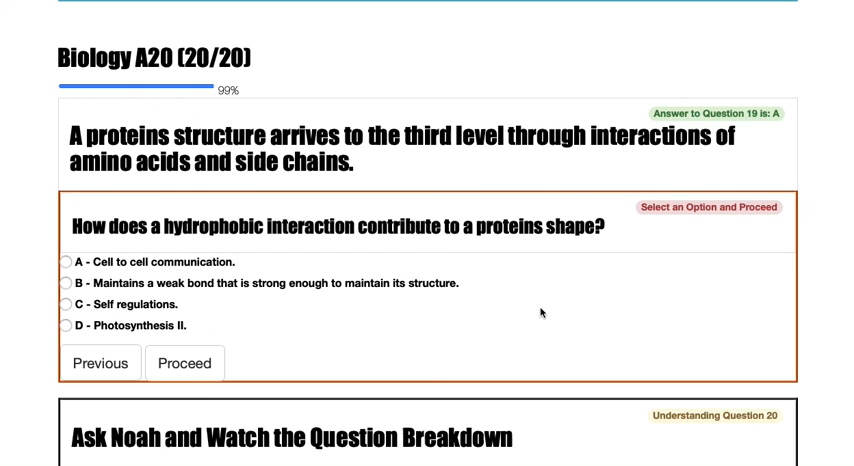 Biology A20 (20/20)
99%
Answer to Question 19 is: A
A proteins structure arrives to the third level through interactions of
amino acids and side chains.
Select an Option and Proceed
How does a hydrophobic interaction contribute to a proteins shape?
A - Cell to cell communication.
B - Maintains a weak bond that is strong enough to maintain its structure.
C - Self regulations.
D - Photosynthesis II.
Previous Proceed
Understanding Question 20
Ask Noah and Watch the Question Breakdown